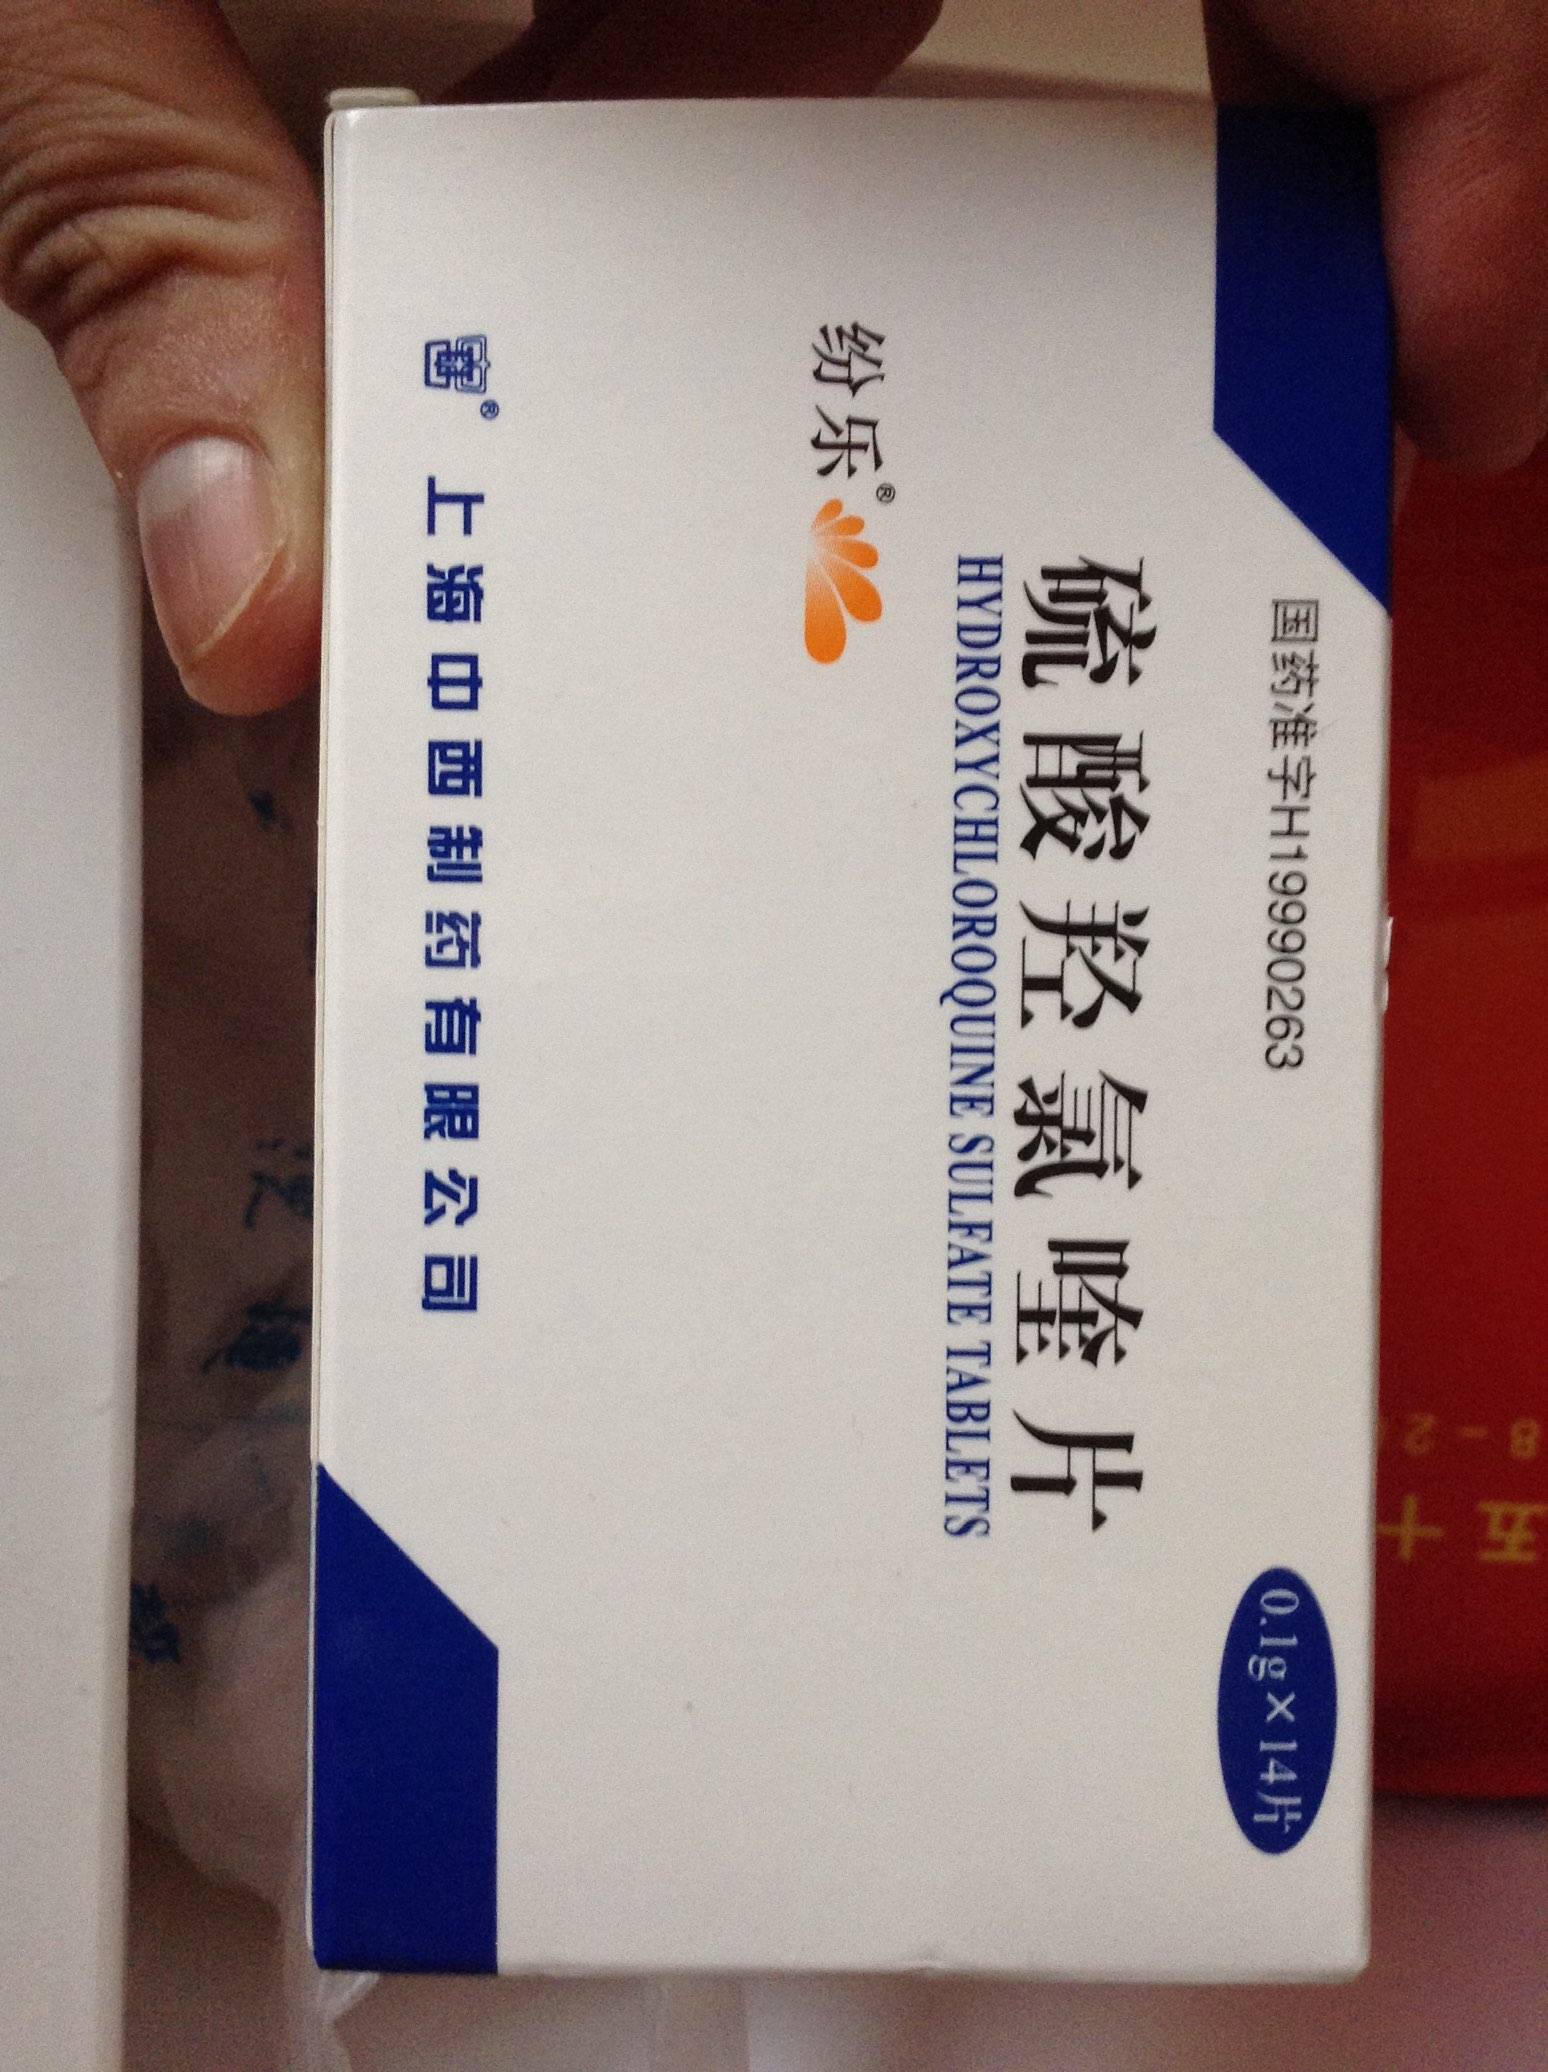 国药准字H19990263
0.1g×14片
硫酸羟氯喹片
HYDROXYCHLOROQUINE SULFATE TABLETS
纷乐®
® 上海中西制药有限公司
五十